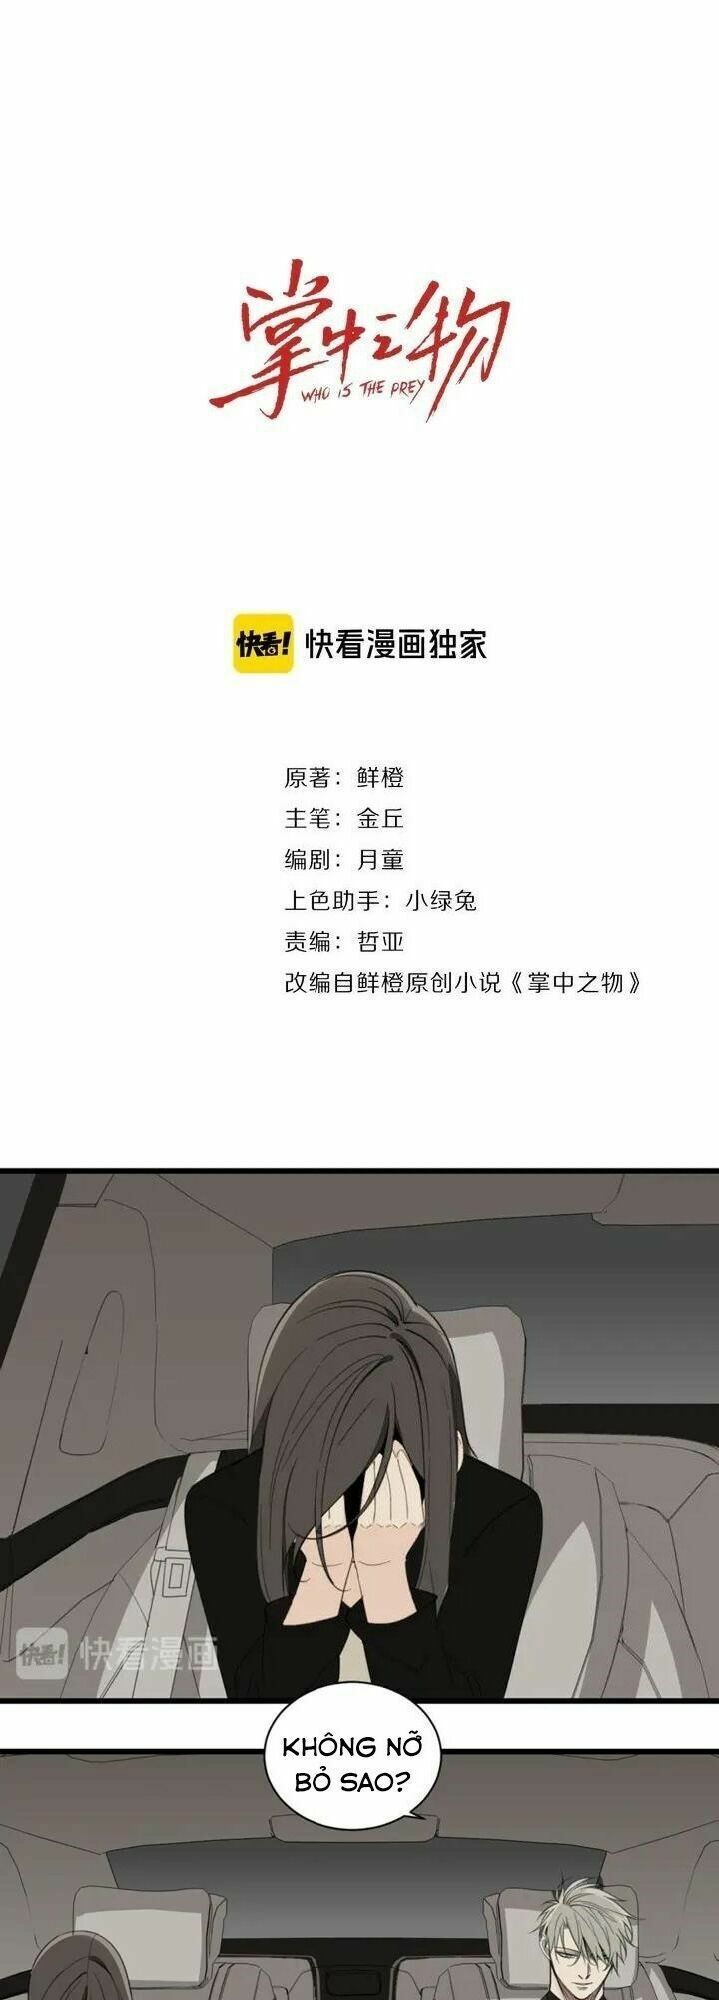 掌中之物
WHO IS THE PREY
快看! 快看漫画独家
原著：鲜橙
主笔：金丘
编剧：月童
上色助手：小绿兔
责编：哲亚
改编自鲜橙原创小说《掌中之物》
快看! 快看漫画
KHÔNG NỠ
BỎ SAO?